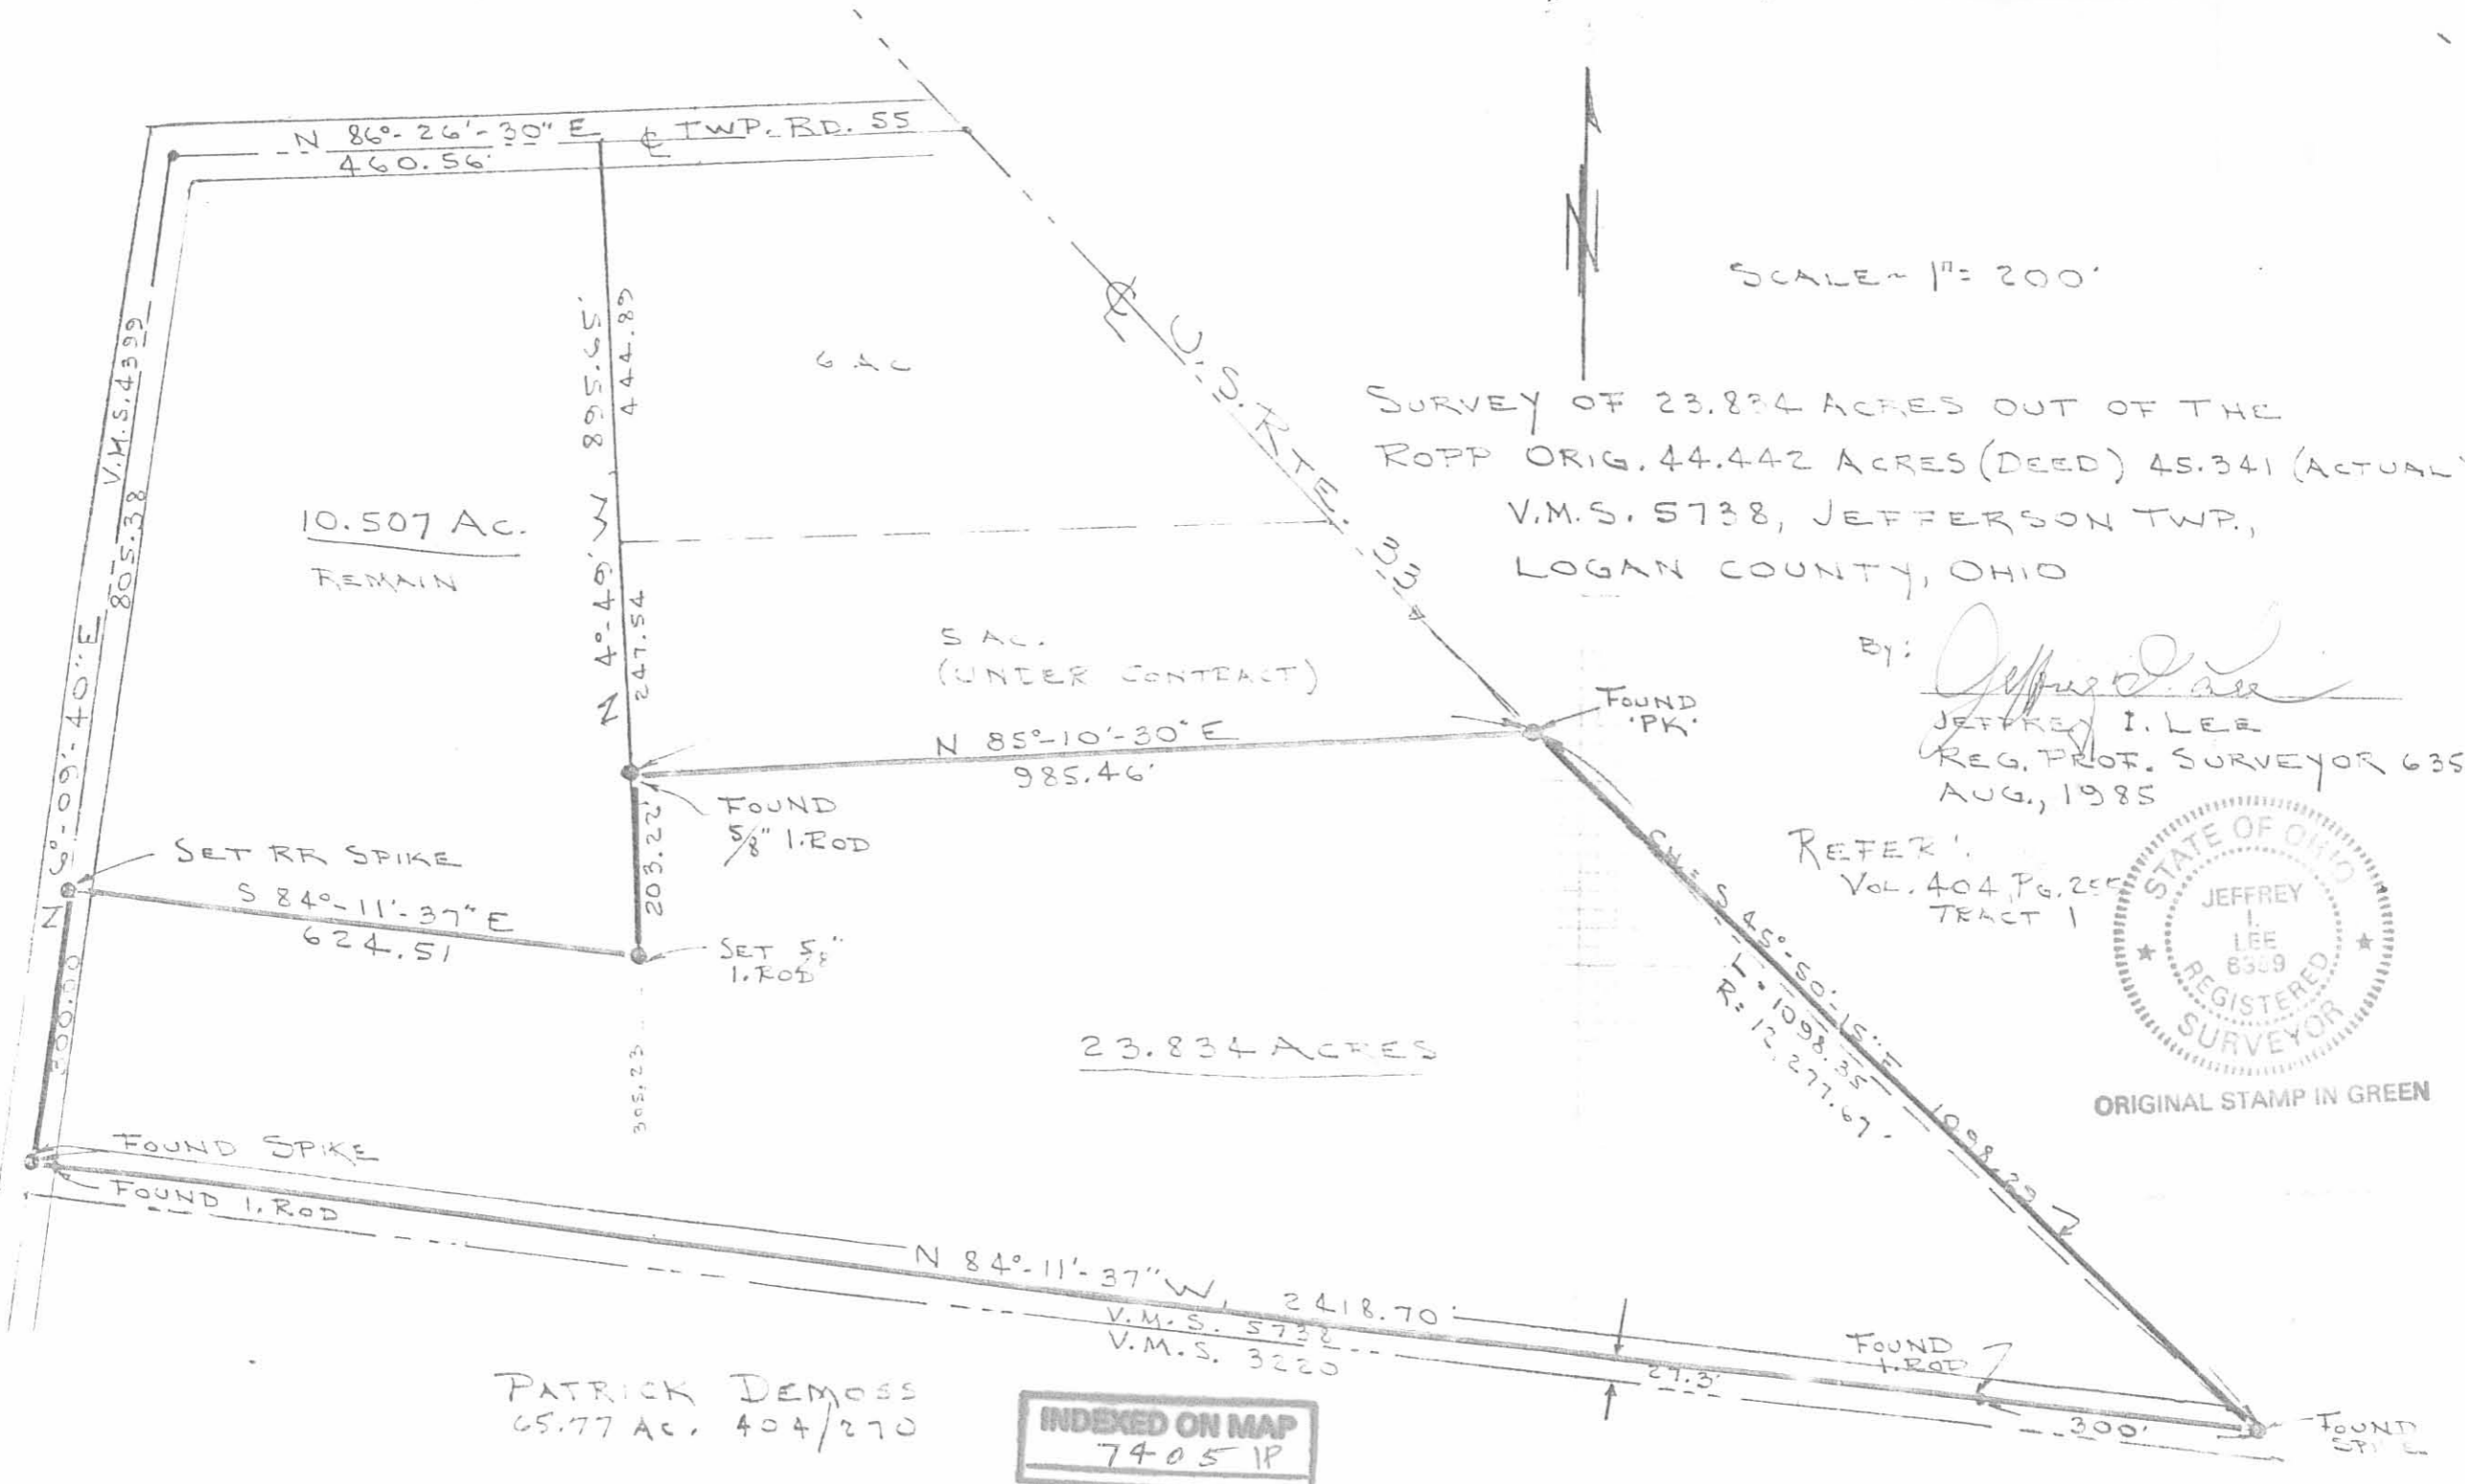 N 86°-26'-30" E
460.56'
℄ TWP. RD. 55
SCALE ~ 1" = 200'
V.M.S. 4399
805.38
N 4°-49' W, 895.65'
444.89
247.54
6 AC
℄ U.S. RTE. 33
10.507 AC.
REMAIN
SURVEY OF 23.834 ACRES OUT OF THE
ROPP ORIG. 44.442 ACRES (DEED) 45.341 (ACTUAL)
V.M.S. 5738, JEFFERSON TWP.,
LOGAN COUNTY, OHIO
5 AC.
(UNDER CONTRACT)
By: Jeffrey I. Lee
JEFFREY I. LEE
REG. PROF. SURVEYOR 635
AUG., 1985
FOUND
"PK"
N 85°-10'-30" E
985.46'
FOUND
5/8" I. ROD
203.22'
SET RR SPIKE
S 84°-11'-37" E
624.51
SET 5/8"
I. ROD
300.00
REFER:
VOL. 404, PG.
TRACT 1
STATE OF OHIO
JEFFREY
I.
LEE
REGISTERED
SURVEYOR
ORIGINAL STAMP IN GREEN
CH = S 45°-50'-15" E 1098.
L = 1098.35
R = 12,277.67
23.834 ACRES
305.23
FOUND SPIKE
FOUND I. ROD
N 84°-11'-37" W, 2418.70'
V.M.S. 5738
V.M.S. 3220
27.3'
FOUND
I. ROD
300'
FOUND
SPIKE
PATRICK DEMOSS
65.77 AC. 404/270
INDEXED ON MAP
7405 IP